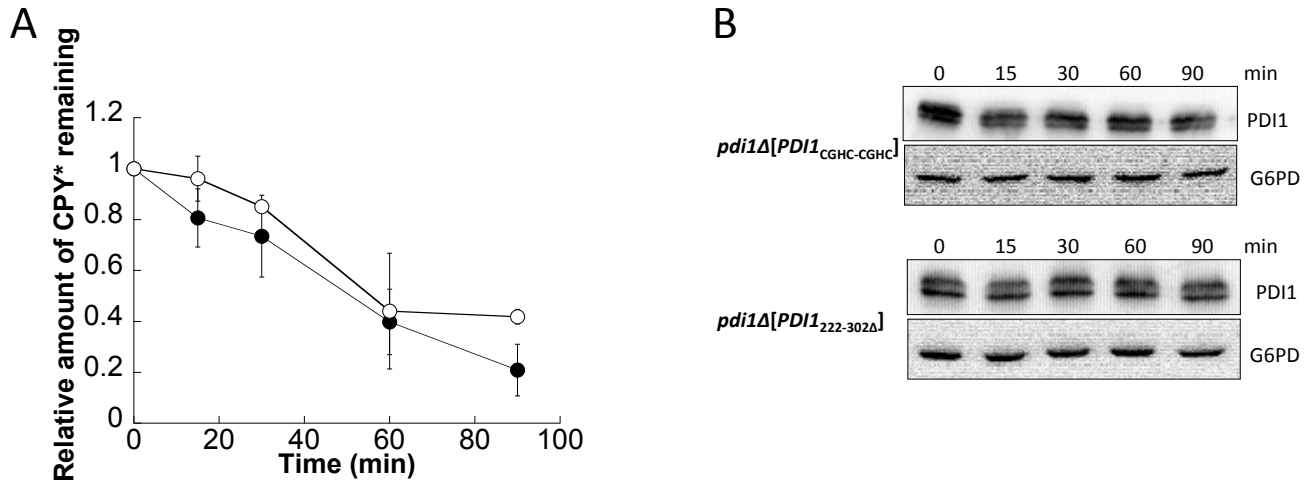 A
Relative amount of CPY* remaining
1.2
1
0.8
0.6
0.4
0.2
0
0 20 40 60 80 100
Time (min)
B
0 15 30 60 90 min
pdi1Δ[PDI1CGHC-CGHC]
PDI1
G6PD
0 15 30 60 90 min
pdi1Δ[PDI1222-302Δ]
PDI1
G6PD